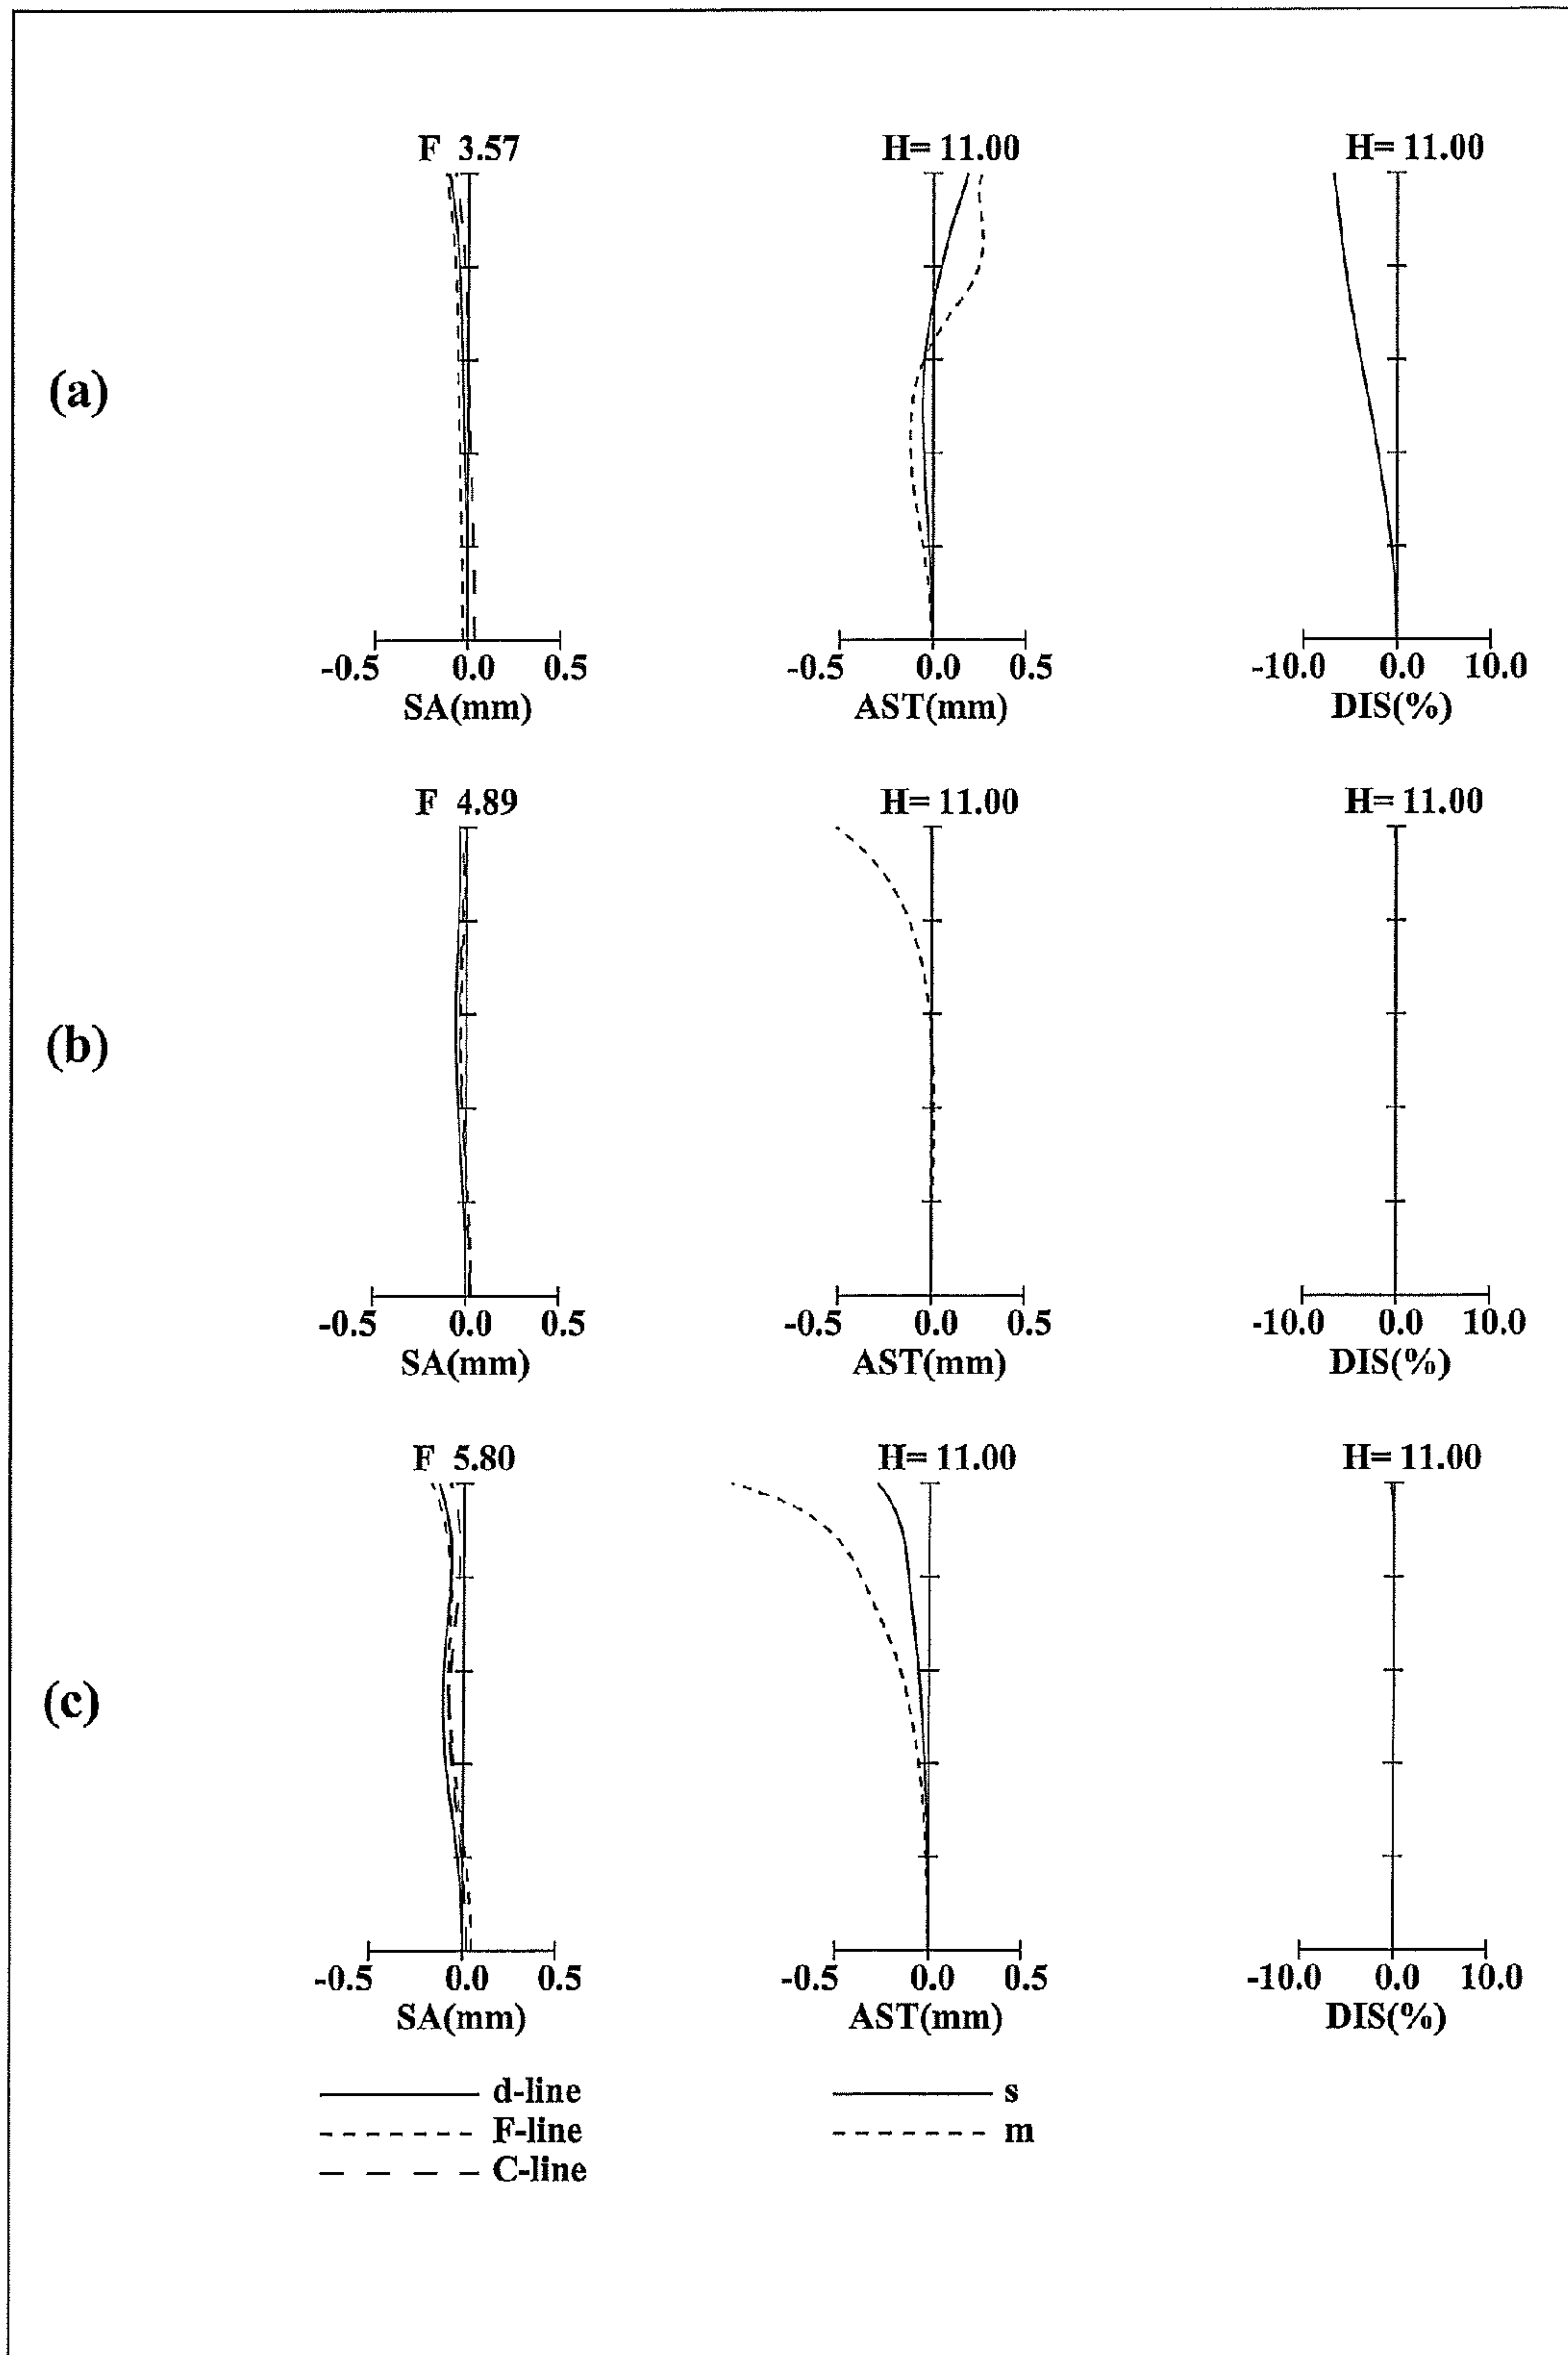 F 3.57 H= 11.00 H= 11.00
(a)
-0.5 0.0 0.5 -0.5 0.0 0.5 -10.0 0.0 10.0
SA(mm) AST(mm) DIS(%)
F 4.89 H= 11.00 H= 11.00
(b)
-0.5 0.0 0.5 -0.5 0.0 0.5 -10.0 0.0 10.0
SA(mm) AST(mm) DIS(%)
F 5.80 H= 11.00 H= 11.00
(c)
-0.5 0.0 0.5 -0.5 0.0 0.5 -10.0 0.0 10.0
SA(mm) AST(mm) DIS(%)
d-line s
F-line m
C-line